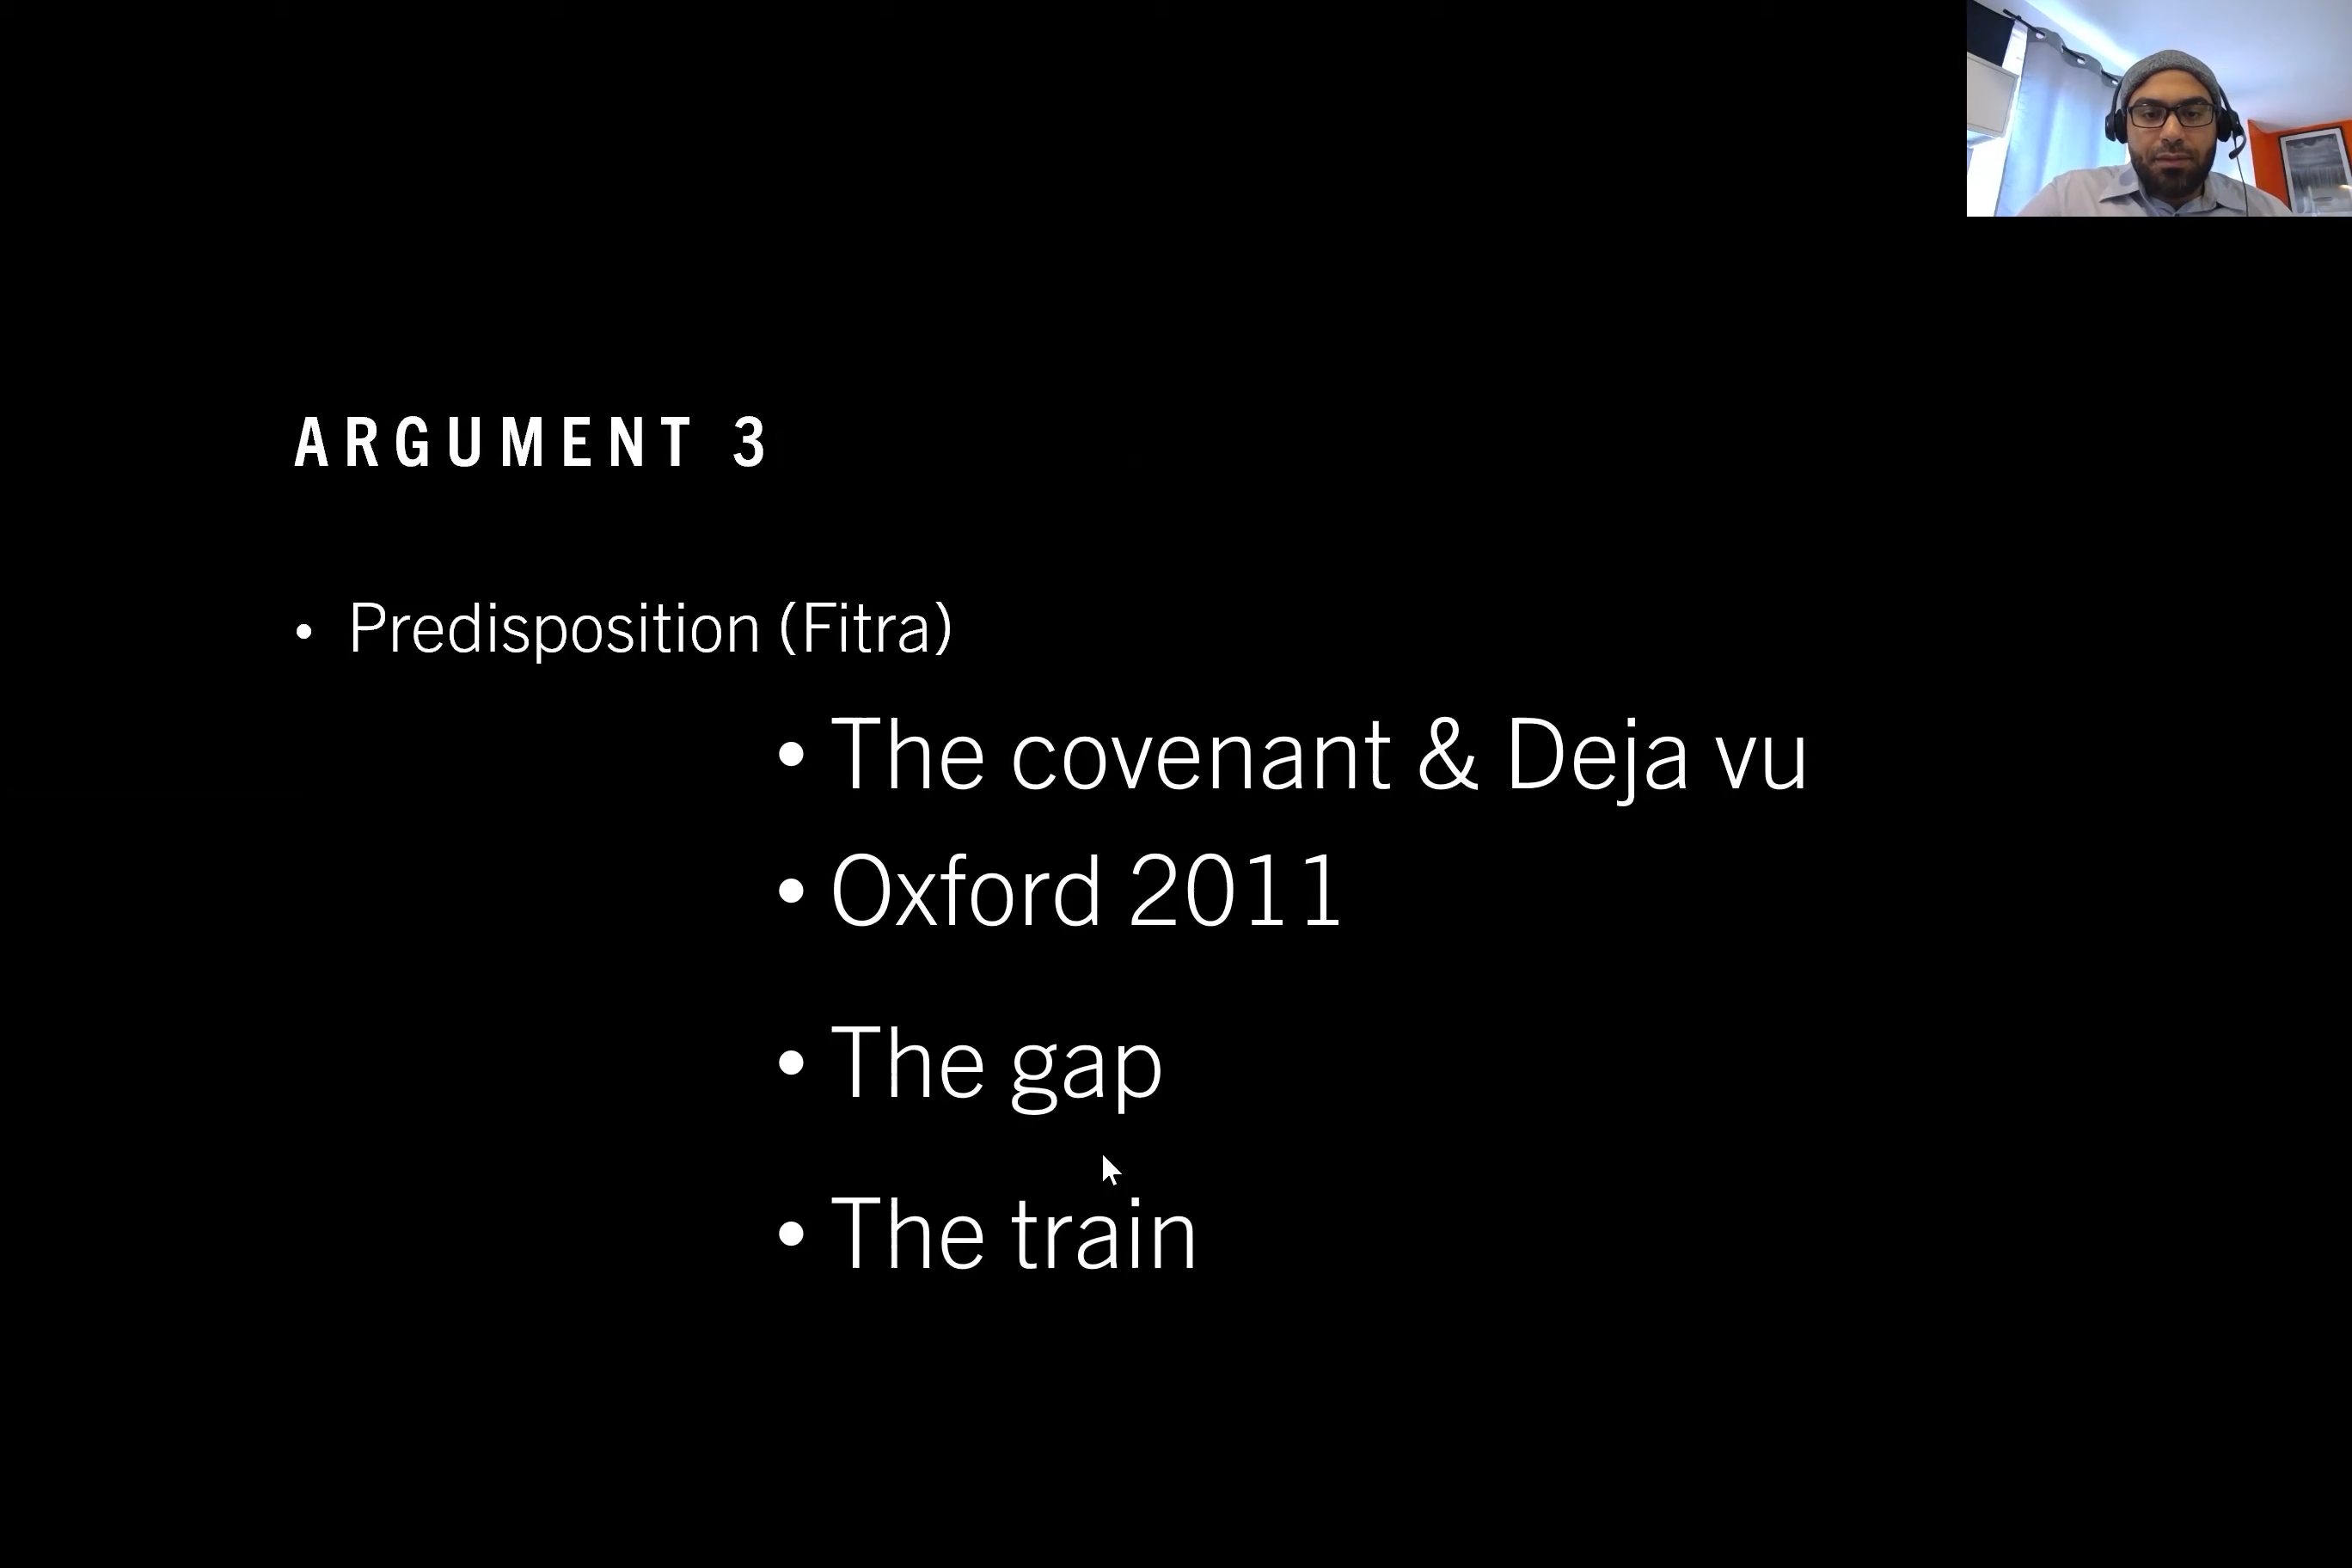 ARGUMENT 3
• Predisposition (Fitra)
• The covenant & Deja vu
• Oxford 2011
• The gap
• The train